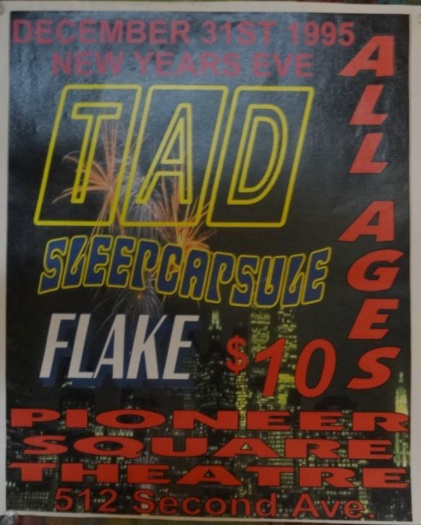 DECEMBER 31ST 1995
NEW YEARS EVE
TAD
SLEEPCAPSULE
FLAKE
$10
ALL AGES
PIONEER
SQUARE
THEATRE
512 Second Ave.